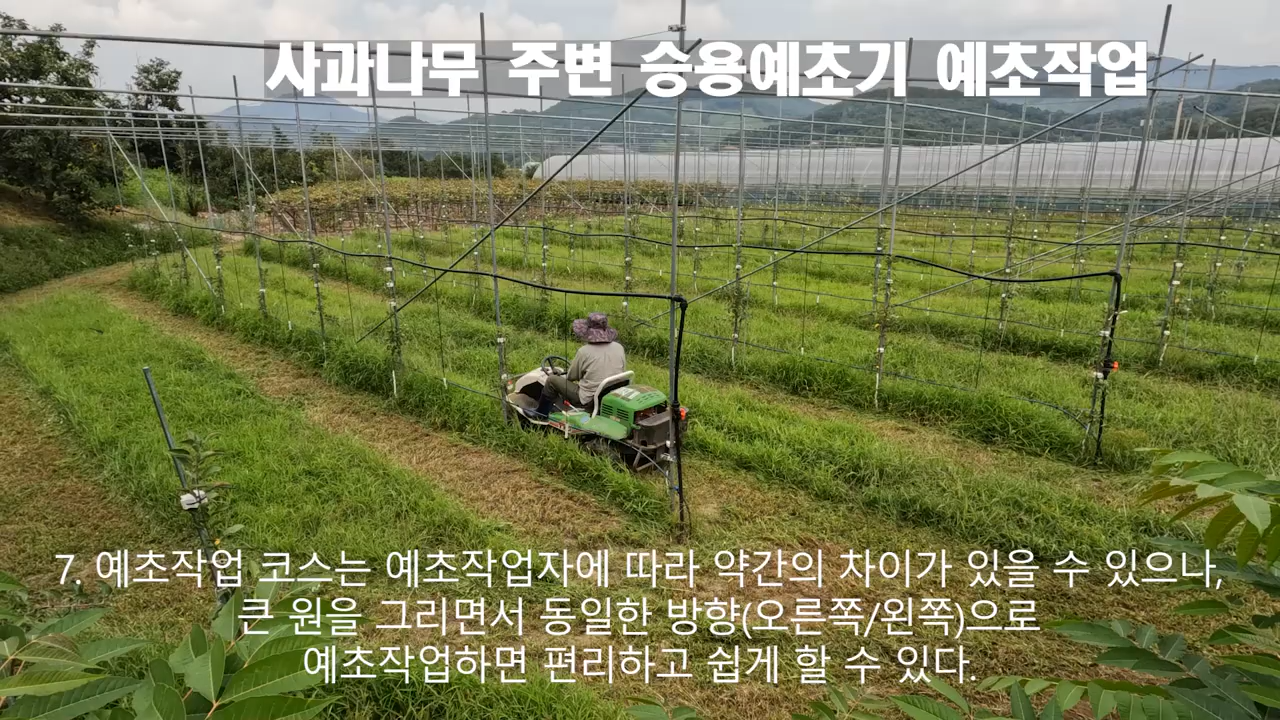 사과나무 주변 승용예초기 예초작업
7. 예초작업 코스는 예초작업자에 따라 약간의 차이가 있을 수 있으나,
큰 원을 그리면서 동일한 방향(오른쪽/왼쪽)으로
예초작업하면 편리하고 쉽게 할 수 있다.